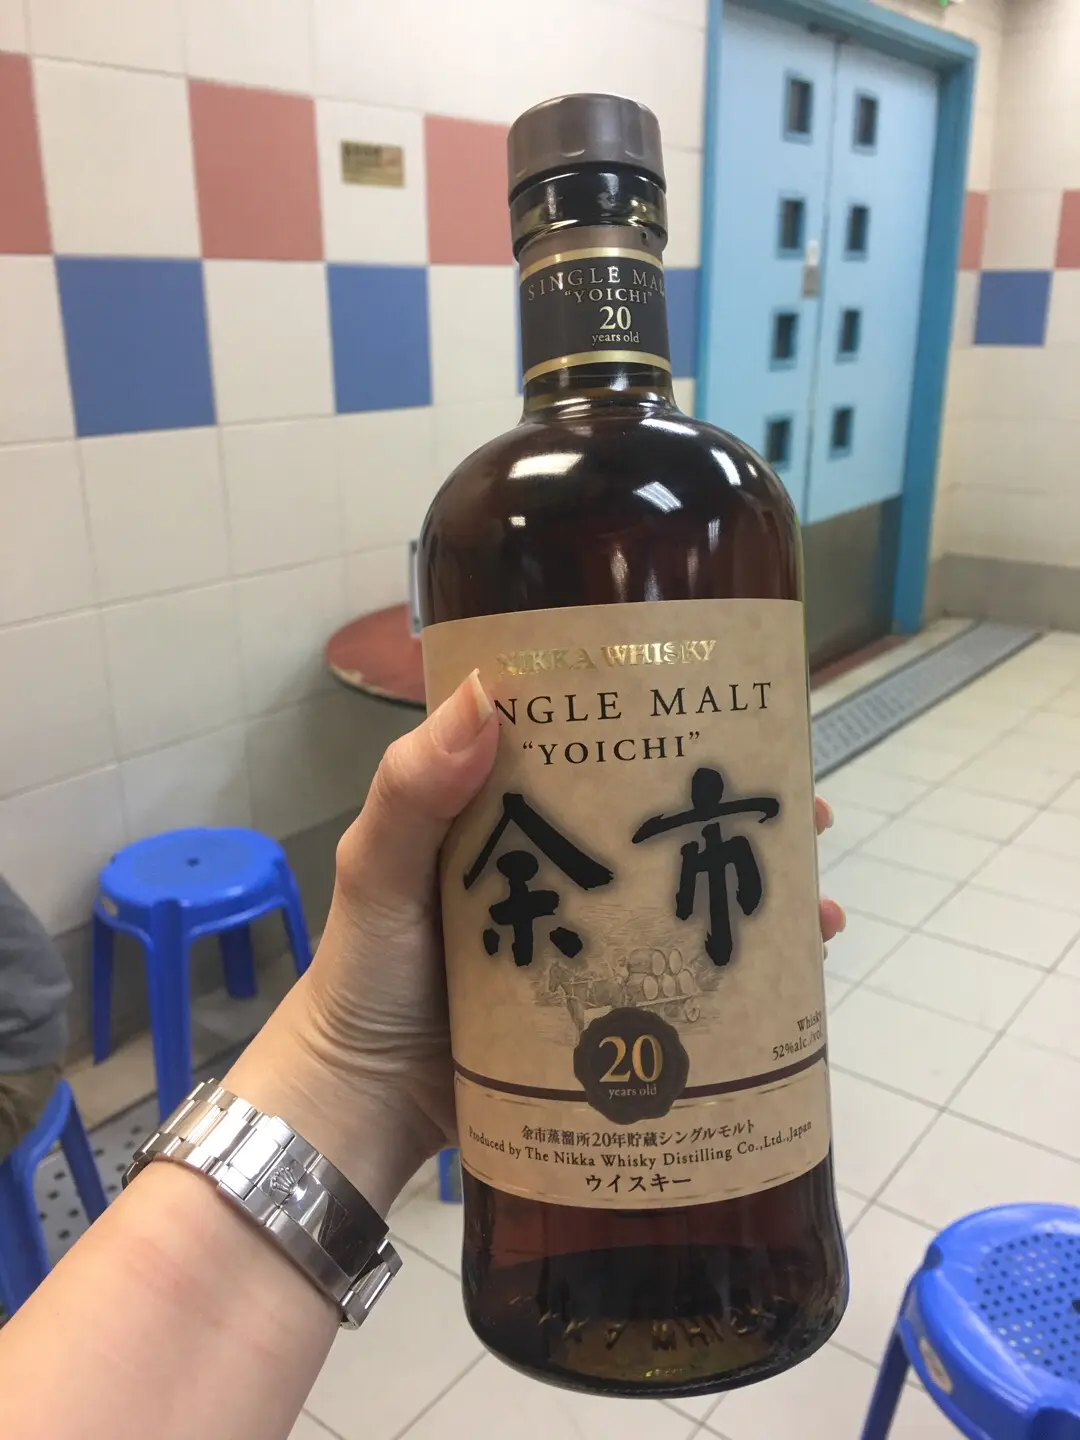 SINGLE MAL
"YOICHI"
20
years old
NIKKA WHISKY
NGLE MALT
"YOICHI"
余市
Whisky
52%alc./vol.
20
years old
余市蒸溜所20年貯蔵シングルモルト
Produced by The Nikka Whisky Distilling Co.,Ltd.,Japan
ウイスキー